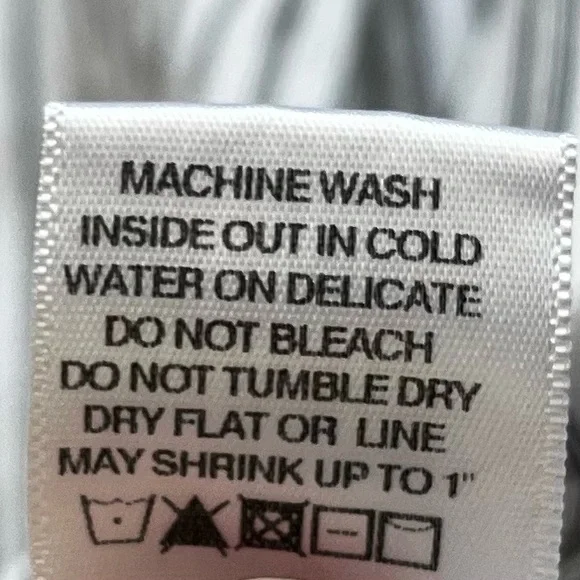 MACHINE WASH
INSIDE OUT IN COLD
WATER ON DELICATE
DO NOT BLEACH
DO NOT TUMBLE DRY
DRY FLAT OR LINE
MAY SHRINK UP TO 1"